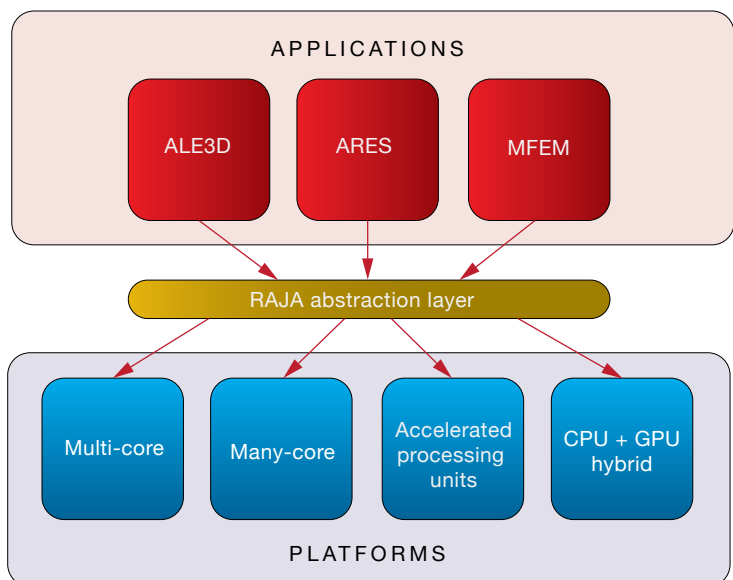 APPLICATIONS
ALE3D
ARES
MFEM
RAJA abstraction layer
Multi-core
Many-core
Accelerated
processing
units
CPU + GPU
hybrid
PLATFORMS